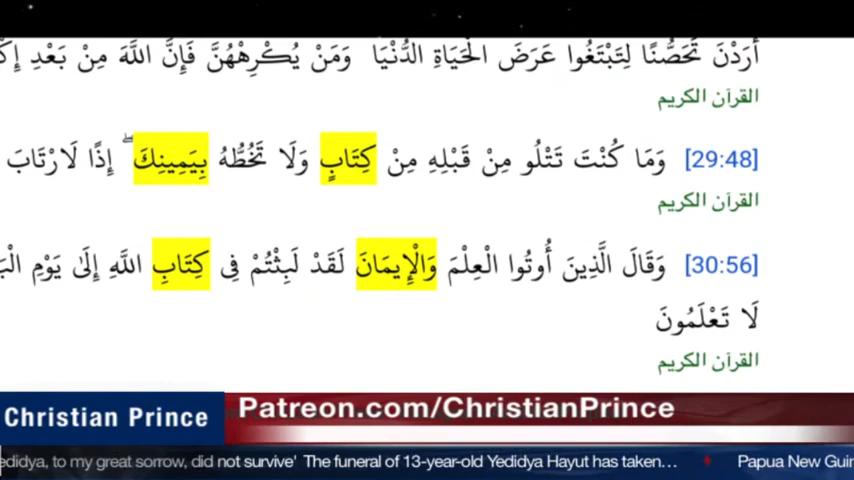 أَرَدْنَ تَحَصُّنًا لِتَبْتَغُوا عَرَضَ الْحَيَاةِ الدُّنْيَا وَمَنْ يُكْرِهْهُنَّ فَإِنَّ اللَّهَ مِنْ بَعْدِ
القرآن الكريم
[29:48] وَمَا كُنْتَ تَتْلُو مِنْ قَبْلِهِ مِنْ كِتَابٍ وَلَا تَخُطُّهُ بِيَمِينِكَ ۖ إِذًا لَارْتَابَ
القرآن الكريم
[30:56] وَقَالَ الَّذِينَ أُوتُوا الْعِلْمَ وَالْإِيمَانَ لَقَدْ لَبِثْتُمْ فِي كِتَابِ اللَّهِ إِلَىٰ يَوْمِ
لَا تَعْلَمُونَ
القرآن الكريم
Christian Prince
Patreon.com/ChristianPrince
edidya, to my great sorrow, did not survive' The funeral of 13-year-old Yedidya Hayut has taken... Papua New Guin